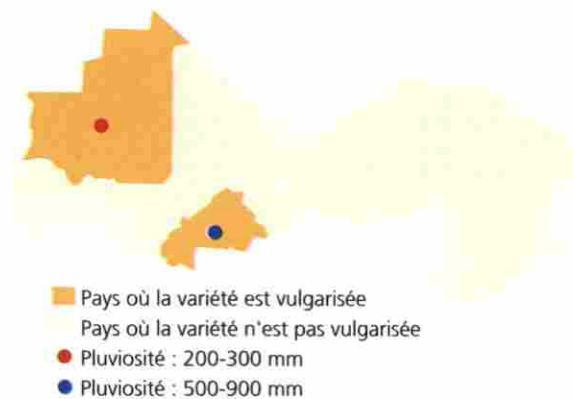 Pays où la variété est vulgarisée
Pays où la variété n'est pas vulgarisée
Pluviosité : 200-300 mm
Pluviosité : 500-900 mm